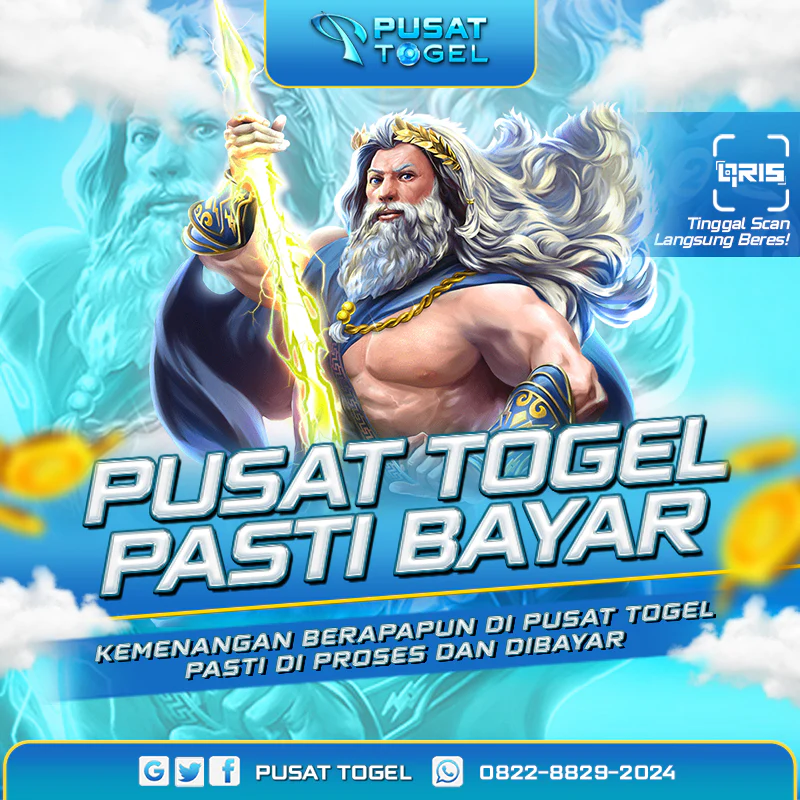 PUSAT
TOGEL
QRIS
Tinggal Scan
Langsung Beres!
PUSAT TOGEL
PASTI BAYAR
KEMENANGAN BERAPAPUN DI PUSAT TOGEL
PASTI DI PROSES DAN DIBAYAR
G f PUSAT TOGEL 0822-8829-2024